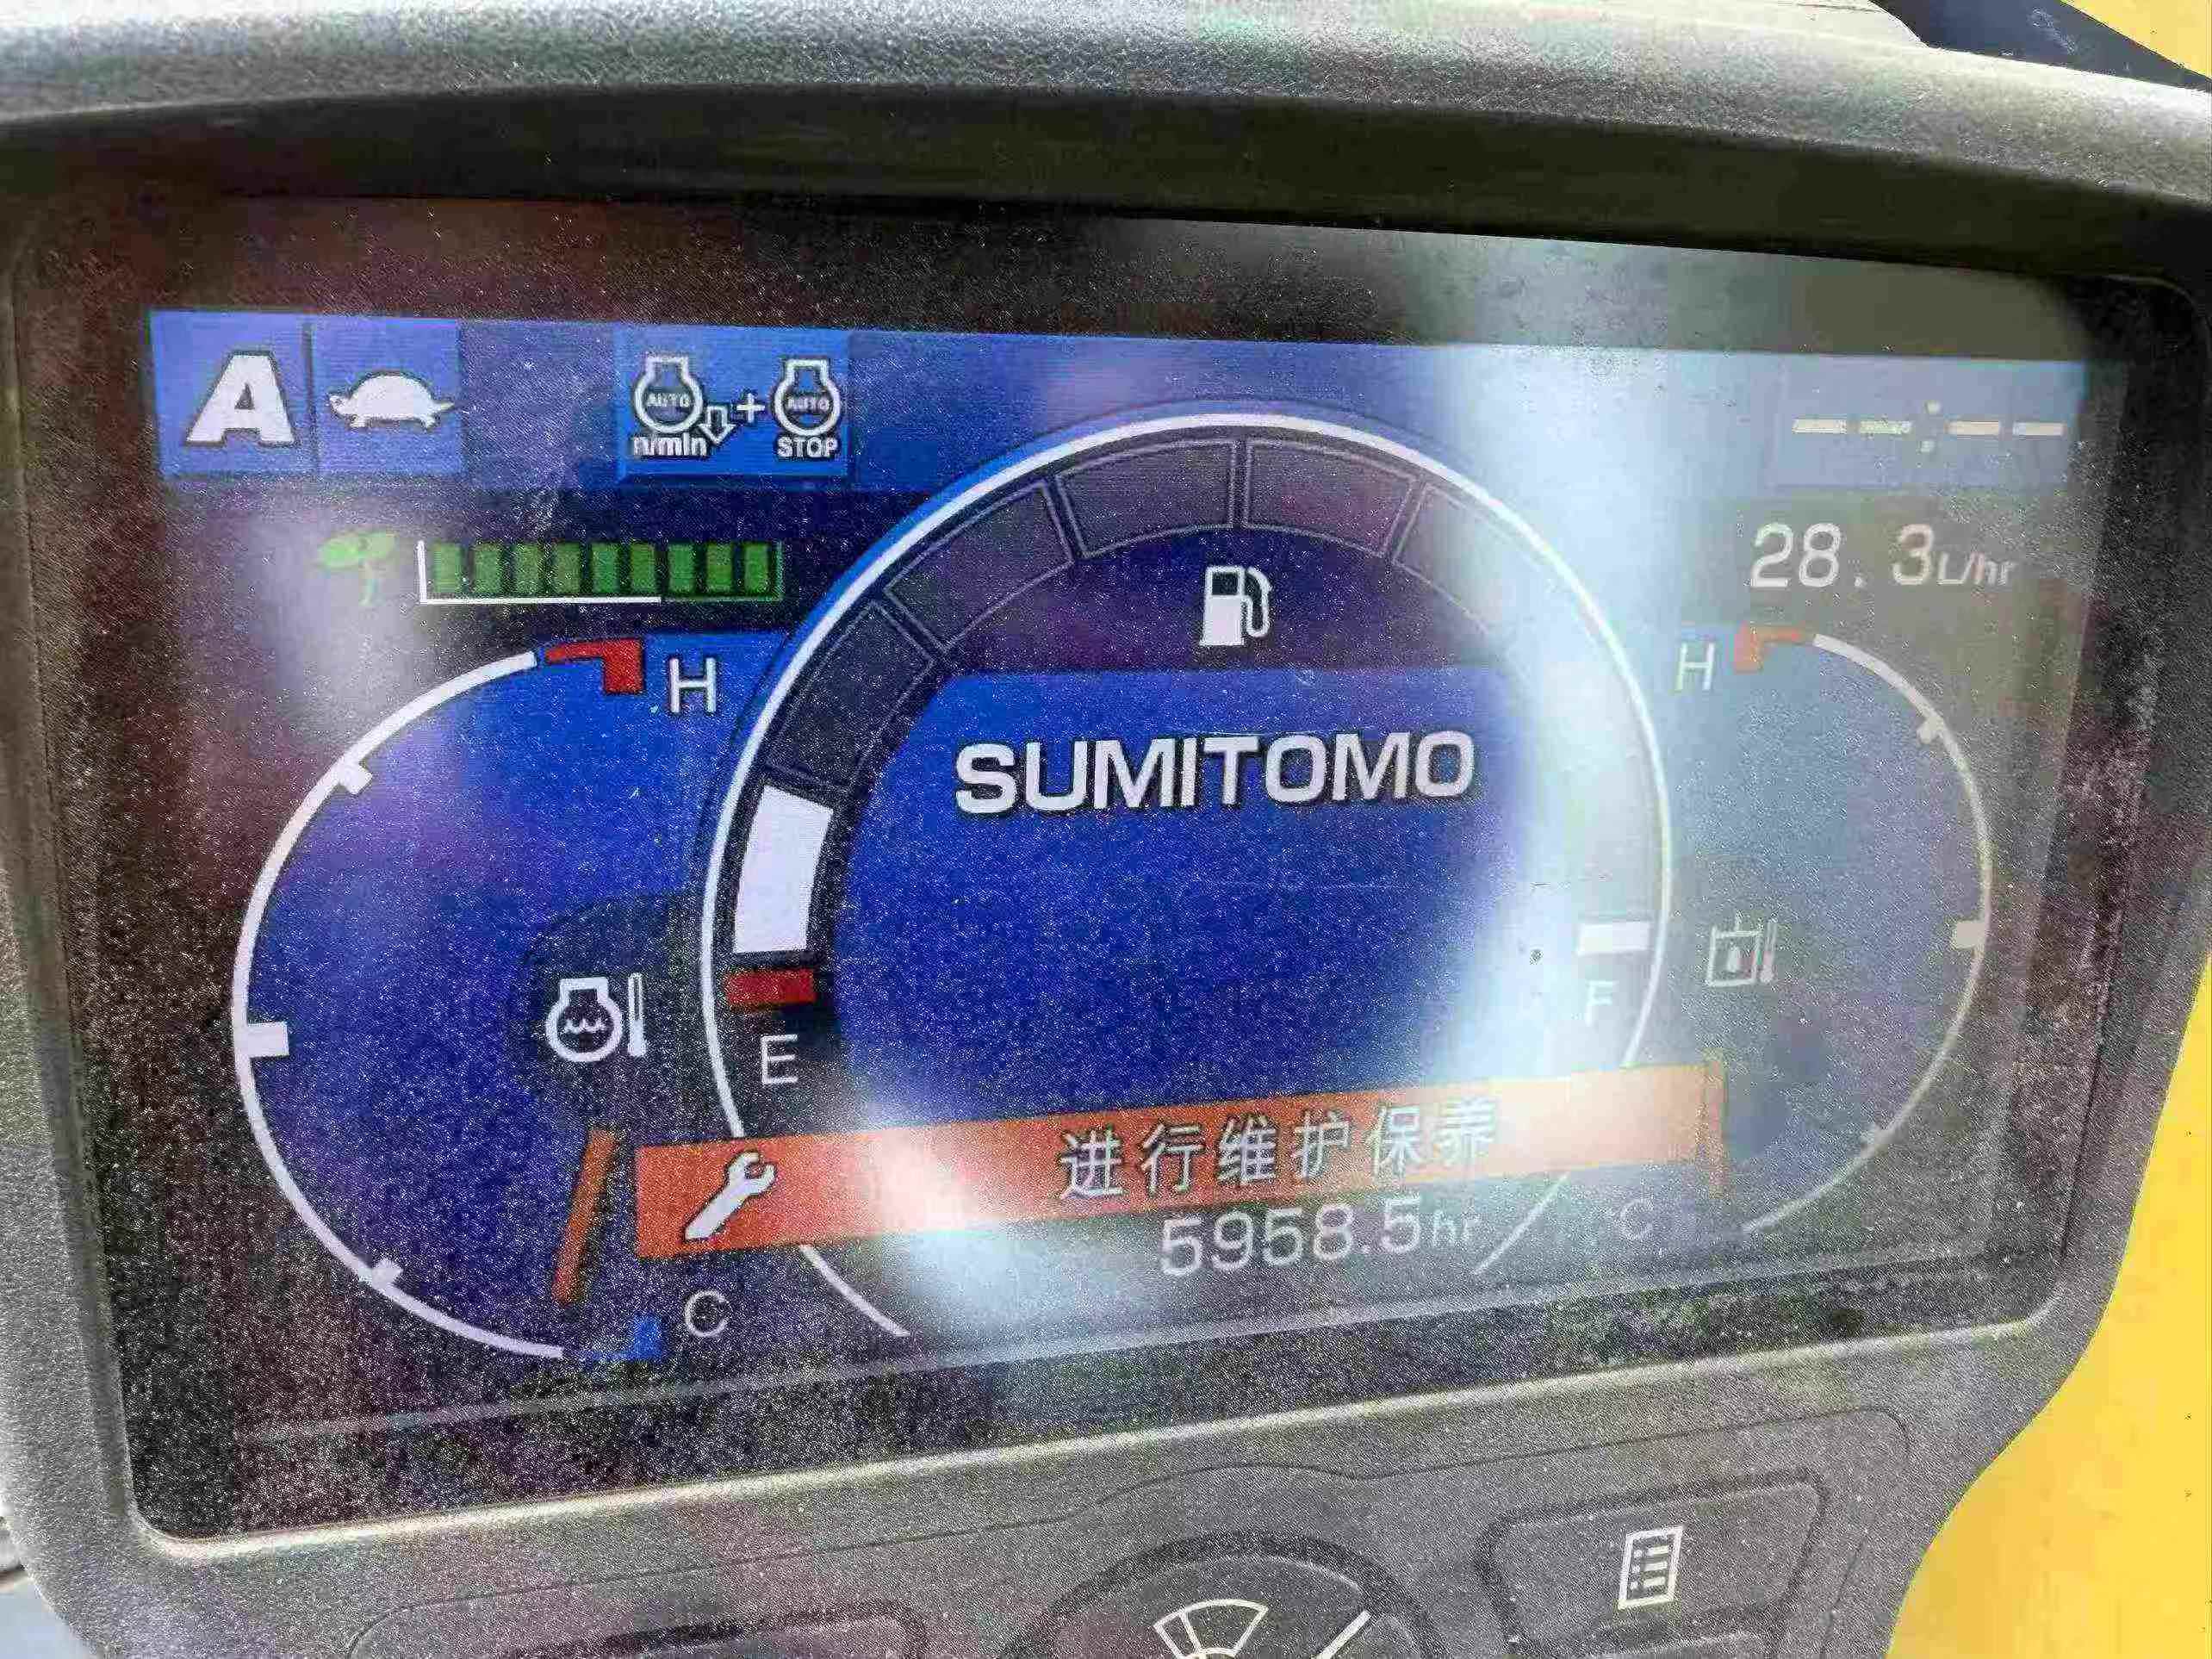 A
AUTO
n/min
+
AUTO
STOP
--:--
28.3L/hr
H
H
SUMITOMO
E
F
进行维护保养
5958.5hr
C
C